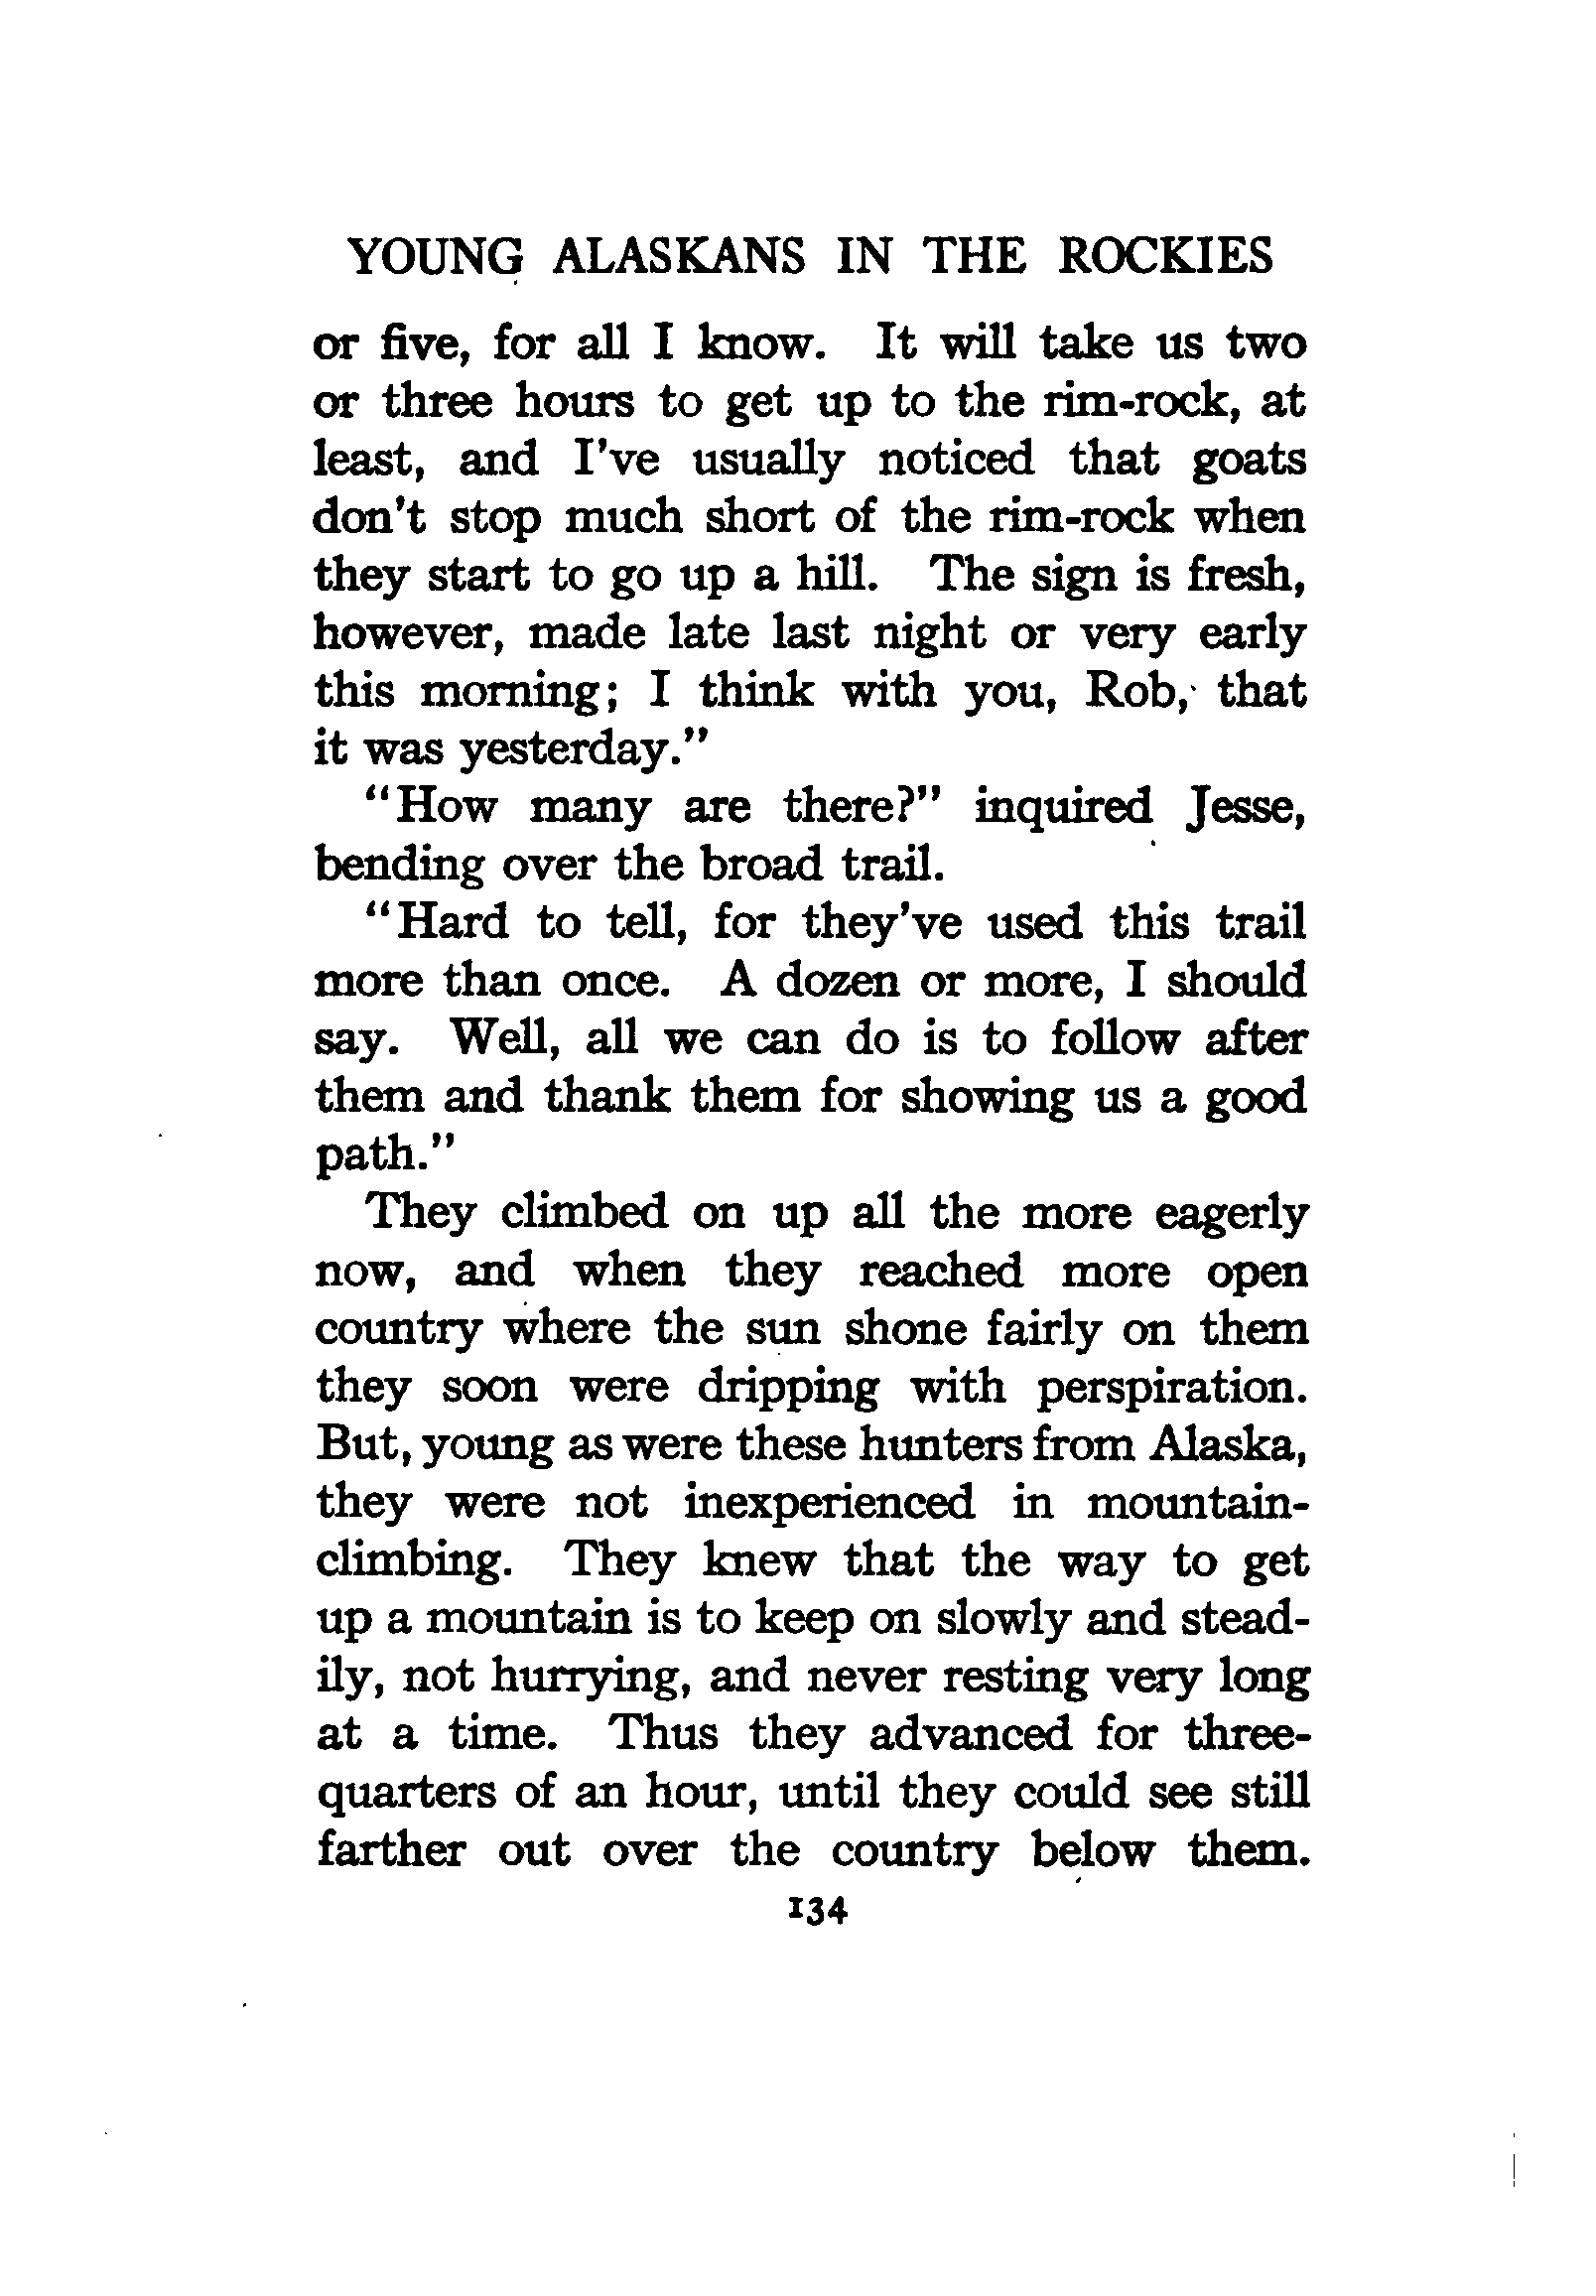 YOUNG ALASKANS IN THE ROCKIES
or five, for all I know. It will take us two
or three hours to get up to the rim-rock, at
least, and I've usually noticed that goats
don't stop much short of the rim-rock when
they start to go up a hill. The sign is fresh,
however, made late last night or very early
this morning; I think with you, Rob, that
it was yesterday."
"How many are there?" inquired Jesse,
bending over the broad trail.
"Hard to tell, for they've used this trail
more than once. A dozen or more, I should
say. Well, all we can do is to follow after
them and thank them for showing us a good
path."
They climbed on up all the more eagerly
now, and when they reached more open
country where the sun shone fairly on them
they soon were dripping with perspiration.
But, young as were these hunters from Alaska,
they were not inexperienced in mountain-
climbing. They knew that the way to get
up a mountain is to keep on slowly and stead-
ily, not hurrying, and never resting very long
at a time. Thus they advanced for three-
quarters of an hour, until they could see still
farther out over the country below them.
134